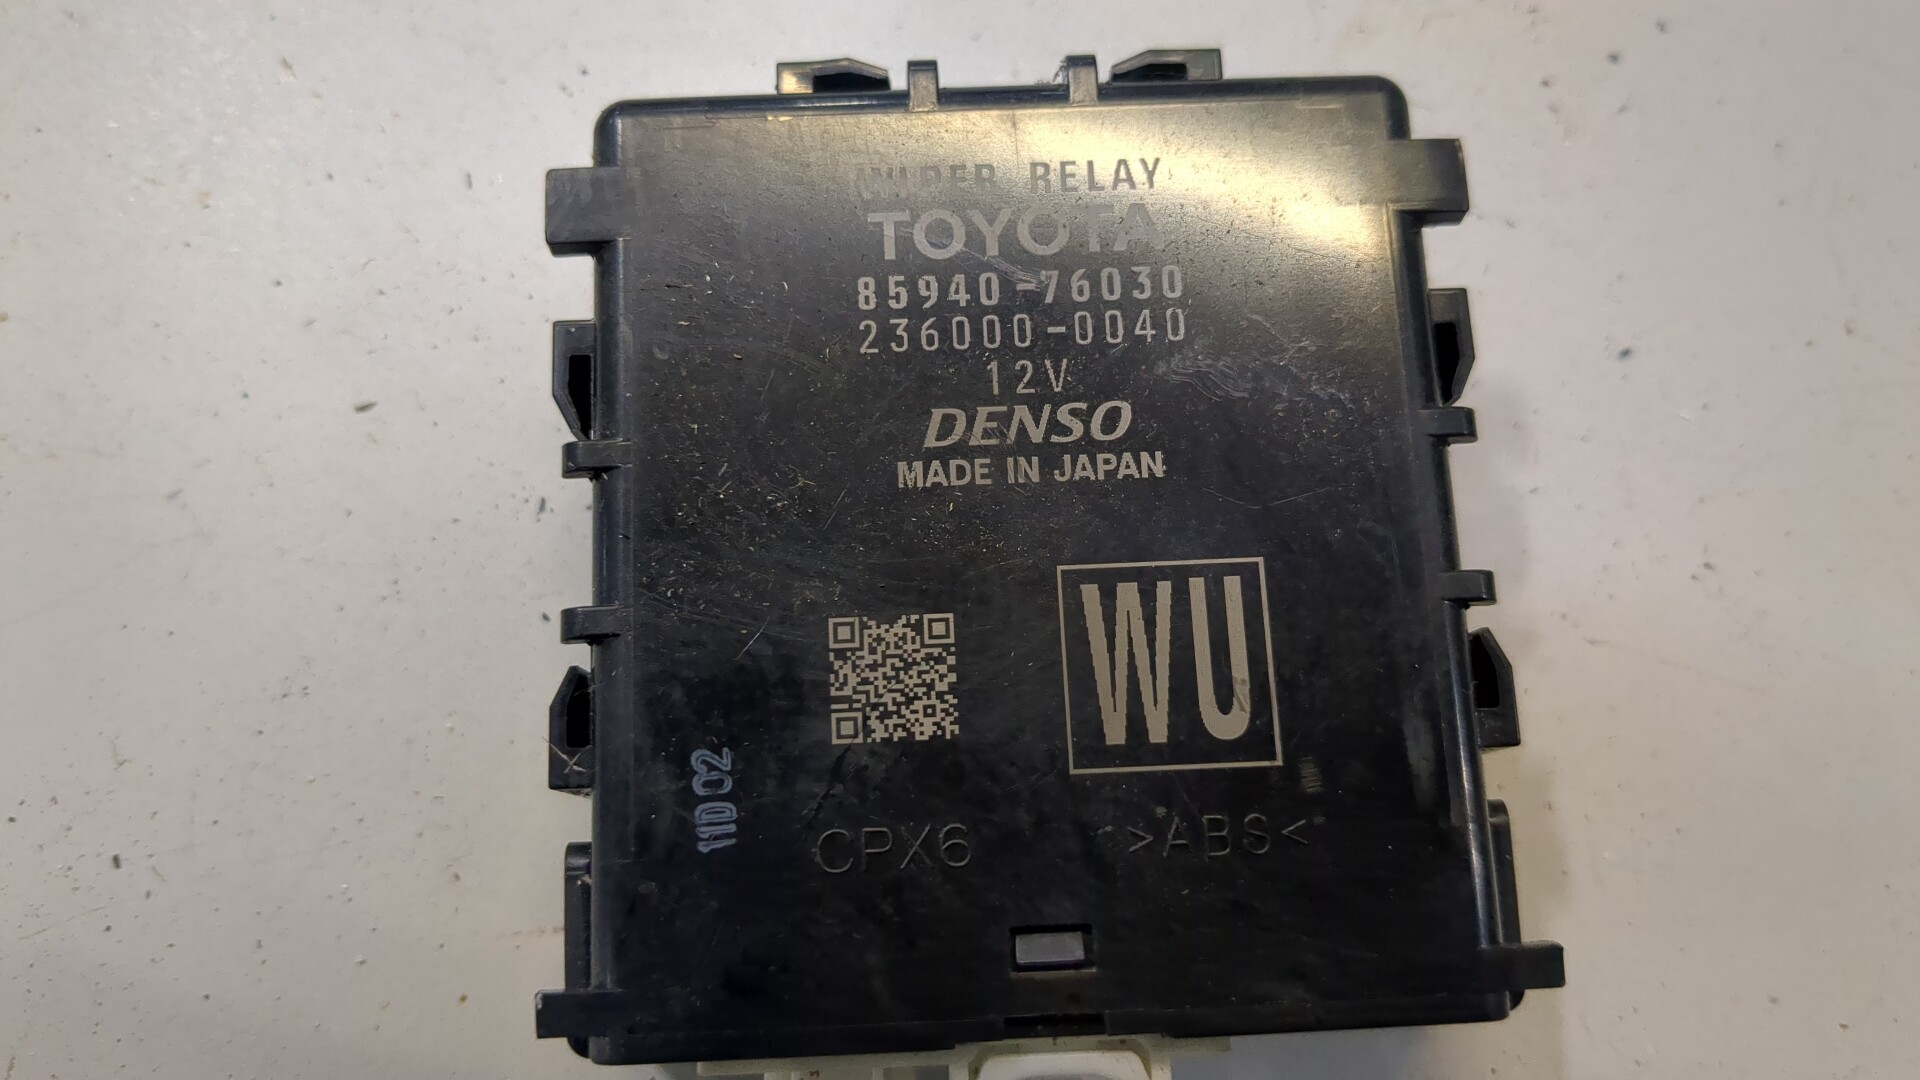 WIPER RELAY
TOYOTA
85940-76030
236000-0040
12V
DENSO
MADE IN JAPAN
WU
11D02
CPX6
>ABS<